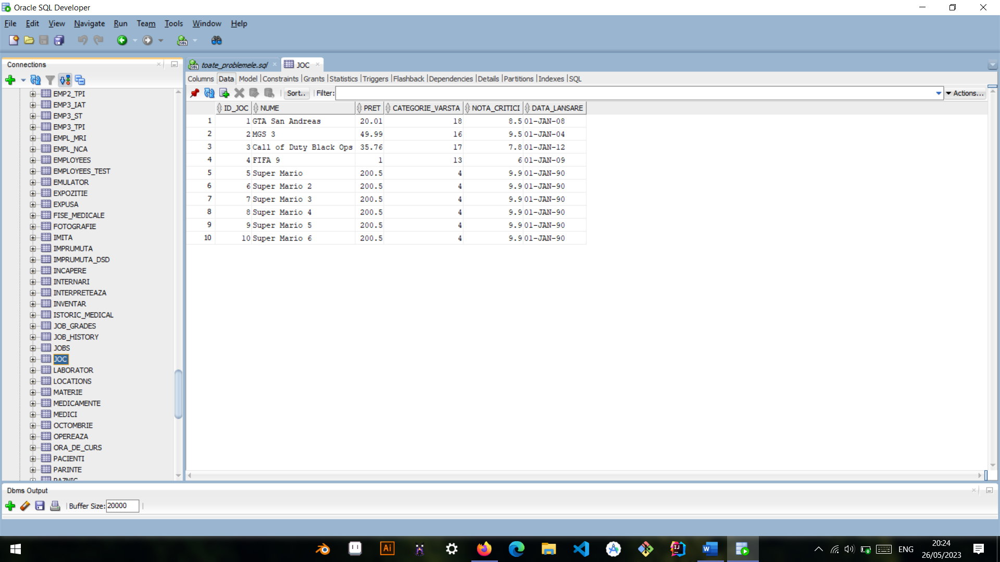 Oracle SQL Developer
File Edit View Navigate Run Team Tools Window Help
Connections
EMP2_TPI
EMP3_IAT
EMP3_ST
EMP3_TPI
EMPL_MRI
EMPL_NCA
EMPLOYEES
EMPLOYEES_TEST
EMULATOR
EXPOZITIE
EXPUSA
FISE_MEDICALE
FOTOGRAFIE
IMITA
IMPRUMUTA
IMPRUMUTA_DSD
INCAPERE
INTERNARI
INTERPRETEAZA
INVENTAR
ISTORIC_MEDICAL
JOB_GRADES
JOB_HISTORY
JOBS
JOC
LABORATOR
LOCATIONS
MATERIE
MEDICAMENTE
MEDICI
OCTOMBRIE
OPEREAZA
ORA_DE_CURS
PACIENTI
PARINTE
PAZNIC
toate_problemele.sql JOC
Columns Data Model Constraints Grants Statistics Triggers Flashback Dependencies Details Partitions Indexes SQL
Sort.. Filter: Actions...
ID_JOC NUME PRET CATEGORIE_VARSTA NOTA_CRITICI DATA_LANSARE
1 1 GTA San Andreas 20.01 18 8.5 01-JAN-08
2 2 MGS 3 49.99 16 9.5 01-JAN-04
3 3 Call of Duty Black Ops 35.76 17 7.8 01-JAN-12
4 4 FIFA 9 1 13 6 01-JAN-09
5 5 Super Mario 200.5 4 9.9 01-JAN-90
6 6 Super Mario 2 200.5 4 9.9 01-JAN-90
7 7 Super Mario 3 200.5 4 9.9 01-JAN-90
8 8 Super Mario 4 200.5 4 9.9 01-JAN-90
9 9 Super Mario 5 200.5 4 9.9 01-JAN-90
10 10 Super Mario 6 200.5 4 9.9 01-JAN-90
Dbms Output
Buffer Size: 20000
ENG
20:24
26/05/2023